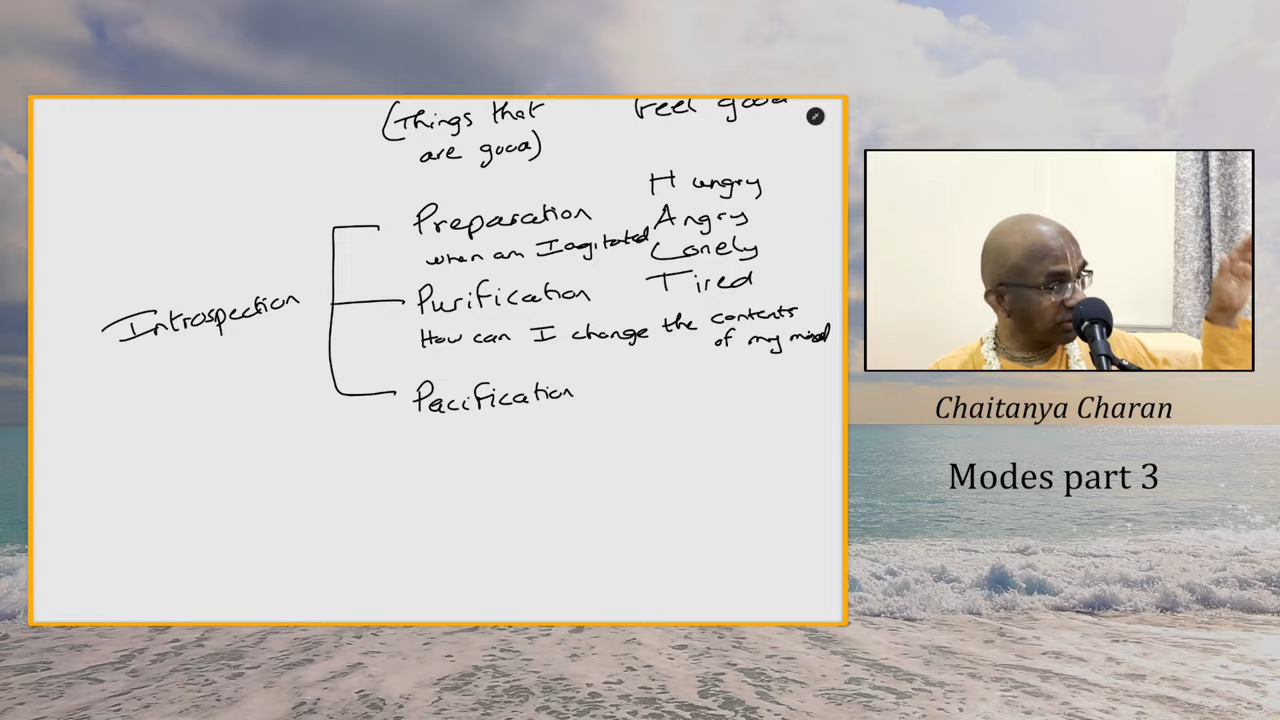 (Things that
are good)
Feel good
Hungry
Angry
Lonely
Tired
Preparation
when am I agitated
Introspection
Purification
How can I change the contents
of my mind
Pacification
Chaitanya Charan
Modes part 3